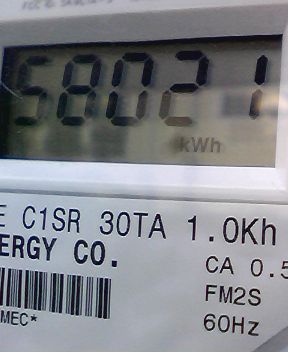 58021
kWh
E C1SR 30TA 1.0Kh
ERGY CO.
CA 0.5
FM2S
MEC*
60Hz